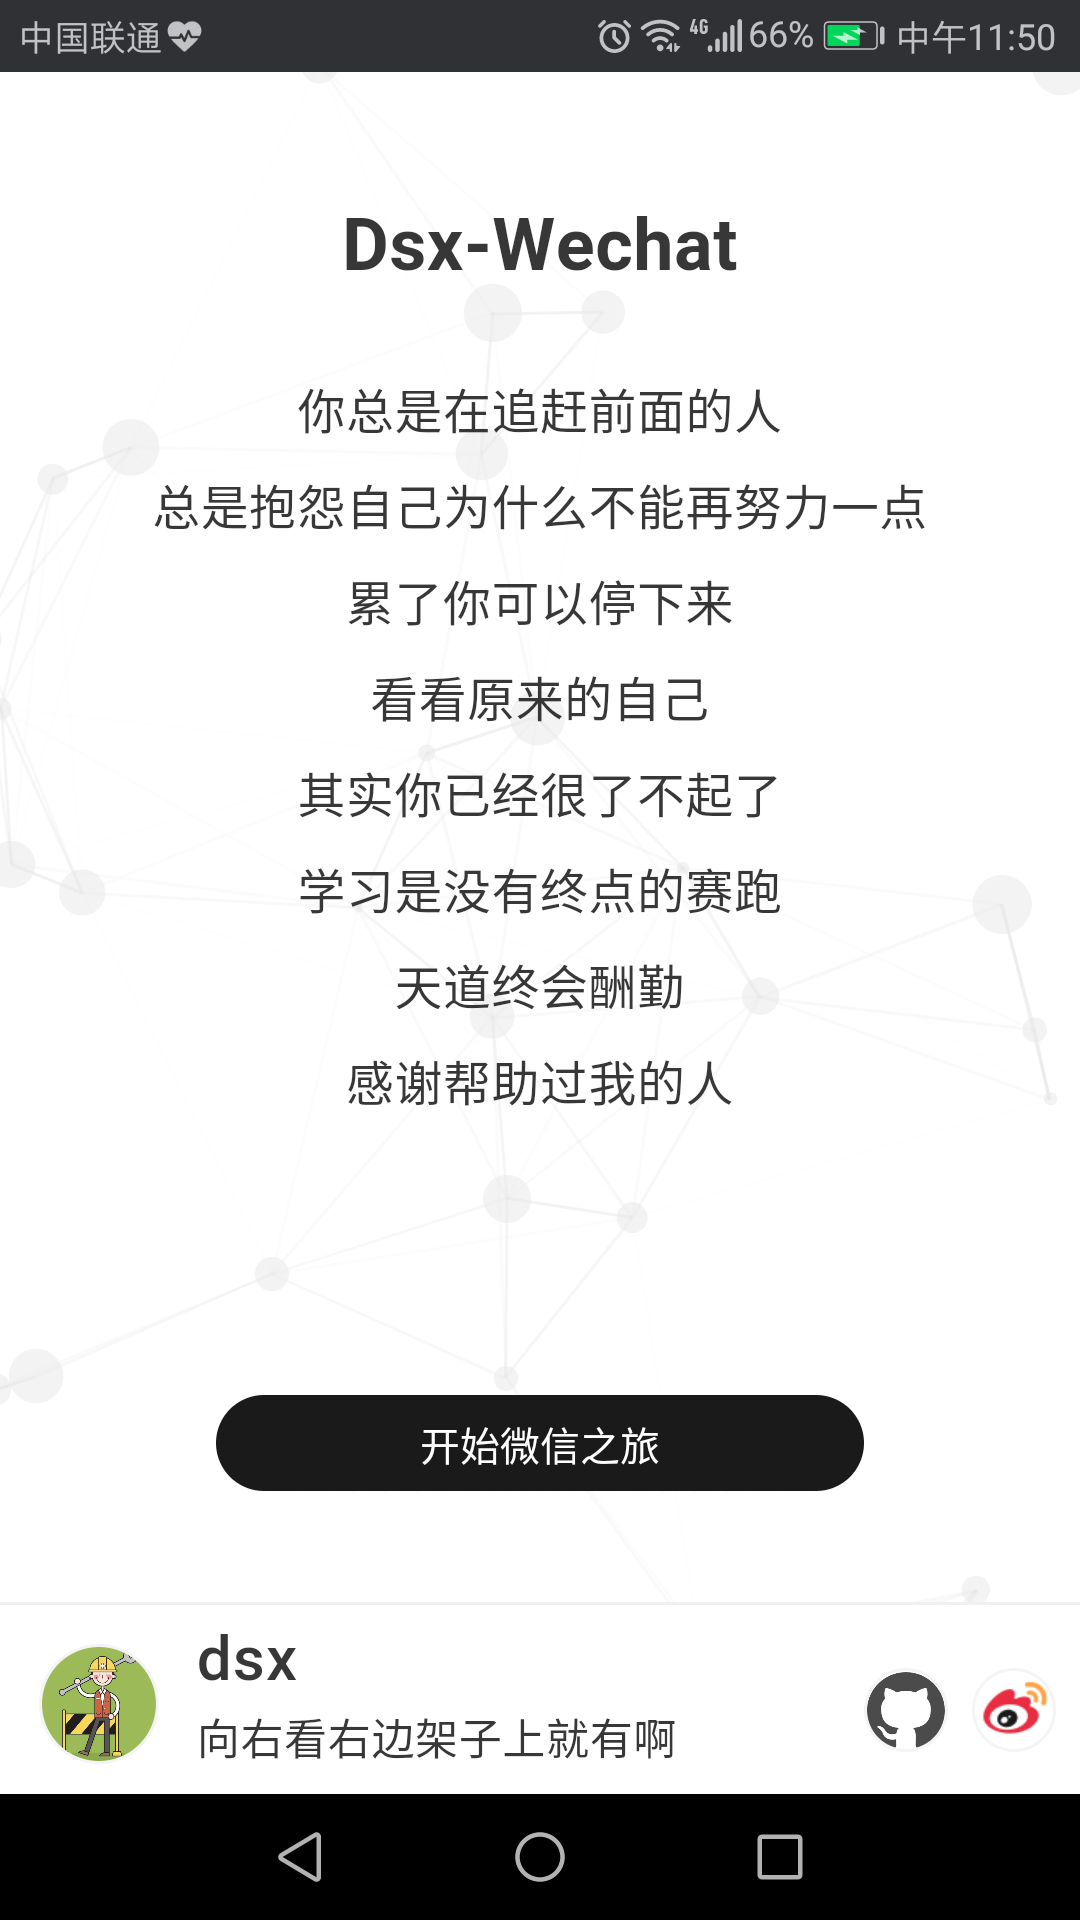 中国联通
4G 66% 中午11:50
Dsx-Wechat
你总是在追赶前面的人
总是抱怨自己为什么不能再努力一点
累了你可以停下来
看看原来的自己
其实你已经很了不起了
学习是没有终点的赛跑
天道终会酬勤
感谢帮助过我的人
开始微信之旅
dsx
向右看右边架子上就有啊